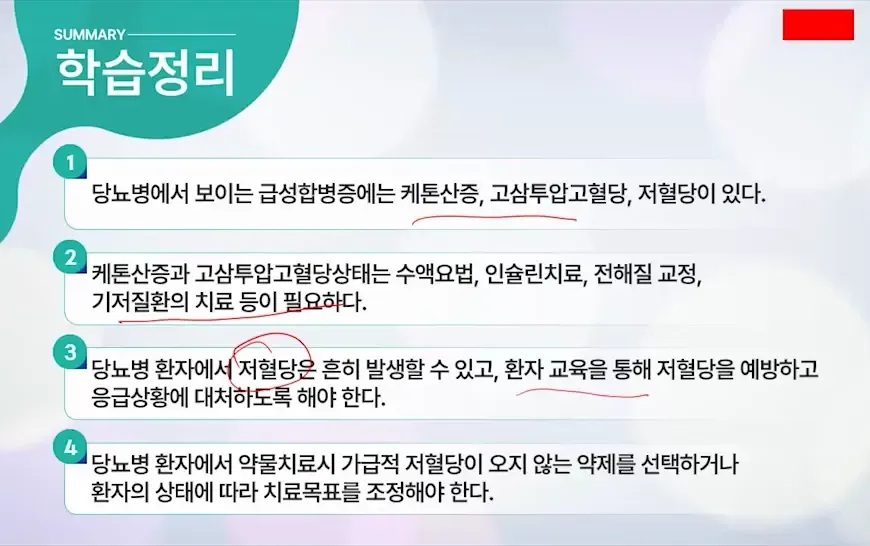 SUMMARY
학습정리
1
당뇨병에서 보이는 급성합병증에는 케톤산증, 고삼투압고혈당, 저혈당이 있다.
2
케톤산증과 고삼투압고혈당상태는 수액요법, 인슐린치료, 전해질 교정,
기저질환의 치료 등이 필요하다.
3
당뇨병 환자에서 저혈당은 흔히 발생할 수 있고, 환자 교육을 통해 저혈당을 예방하고
응급상황에 대처하도록 해야 한다.
4
당뇨병 환자에서 약물치료시 가급적 저혈당이 오지 않는 약제를 선택하거나
환자의 상태에 따라 치료목표를 조정해야 한다.